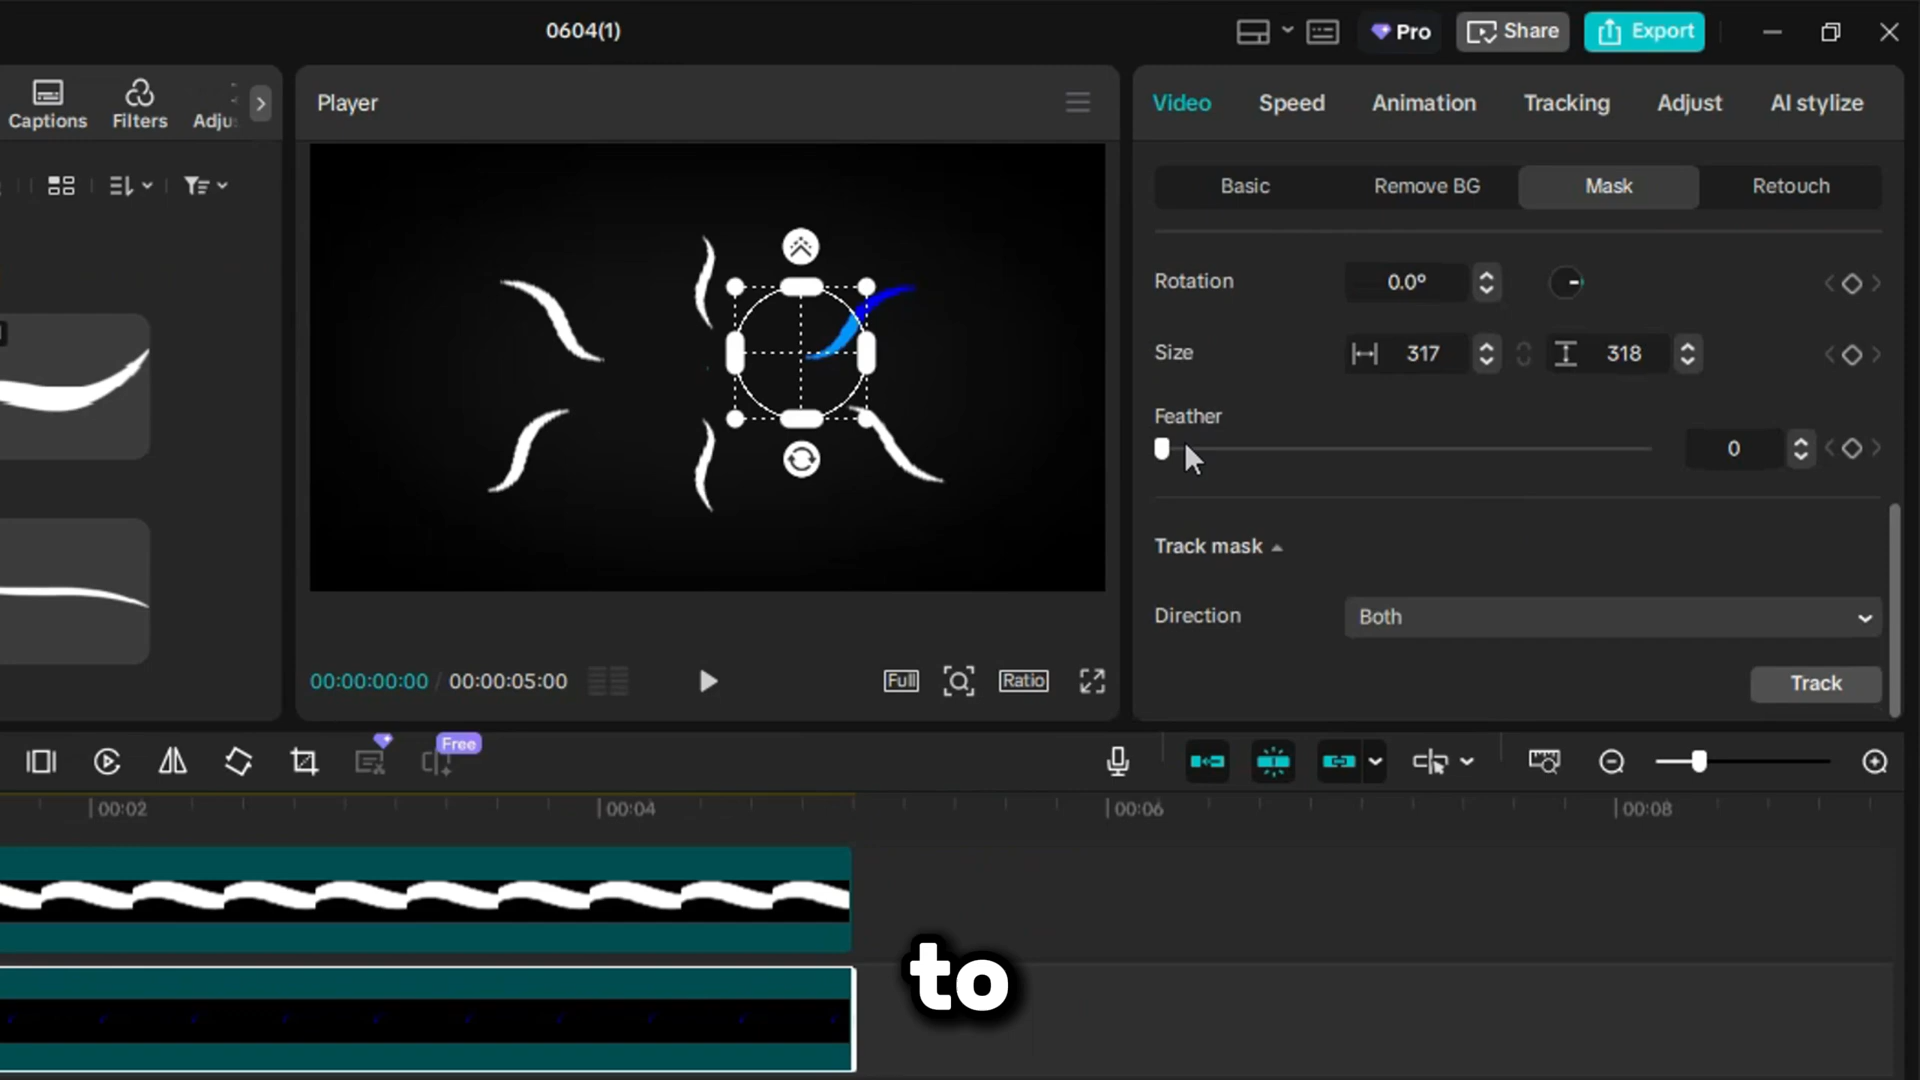 0604(1)
Pro
Share
Export
Captions
Filters
Adju
Player
Video
Speed
Animation
Tracking
Adjust
AI stylize
Basic
Remove BG
Mask
Retouch
Rotation
0.0°
Size
317
318
Feather
0
Track mask
Direction
Both
Track
00:00:00:00 / 00:00:05:00
Full
Ratio
Free
00:02
00:04
00:06
00:08
to